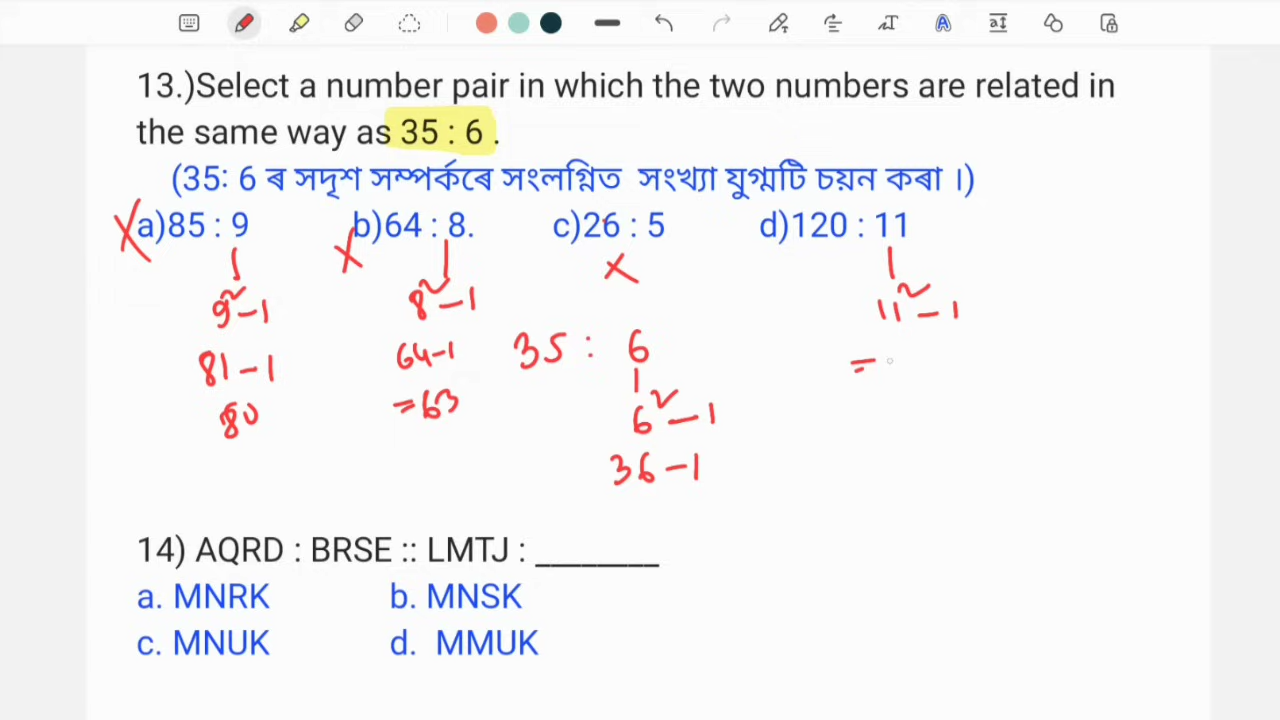 13.)Select a number pair in which the two numbers are related in
the same way as 35 : 6 .
(35: 6 ৰ সদৃশ সম্পৰ্কৰে সংলগ্নিত সংখ্যা যুগ্মটি চয়ন কৰা ।)
a)85 : 9 b)64 : 8. c)26 : 5 d)120 : 11
9²-1 8²-1 11²-1
81-1 64-1 35 : 6 =
80 =63 6²-1
36-1
14) AQRD : BRSE :: LMTJ : ________
a. MNRK b. MNSK
c. MNUK d. MMUK